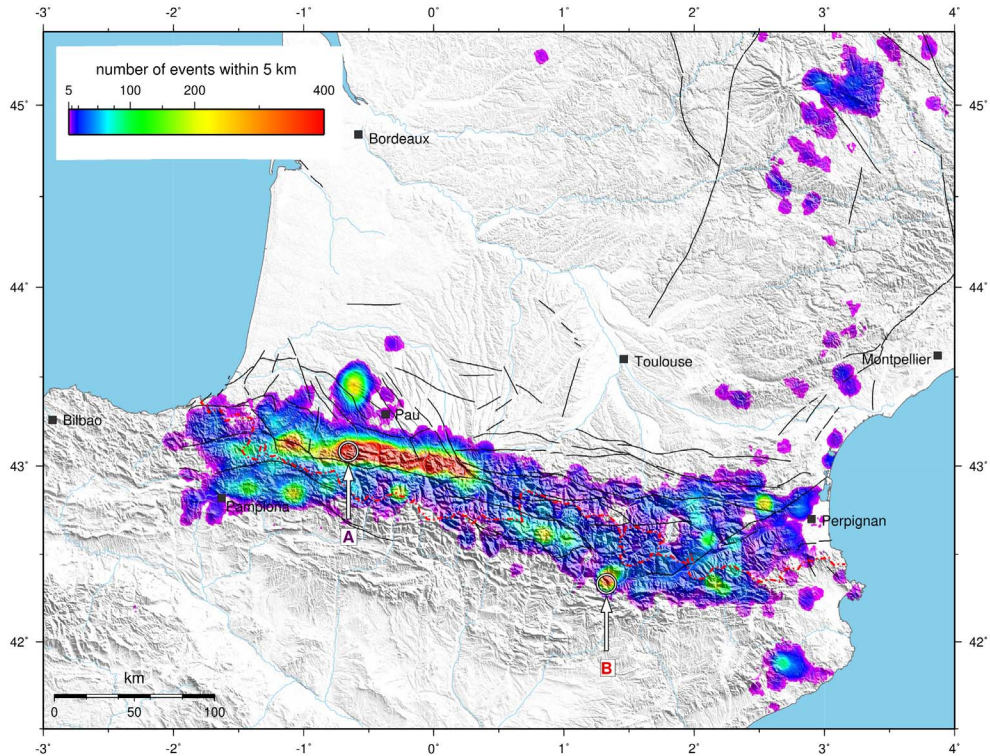 -3° -2° -1° 0° 1° 2° 3° 4°
number of events within 5 km
5 100 200 400
45° 45°
Bordeaux
44° 44°
Toulouse
Montpellier
Bilbao
Pau
43° 43°
Pamplona
Perpignan
A
B
42° 42°
km
0 50 100
-3° -2° -1° 0° 1° 2° 3° 4°